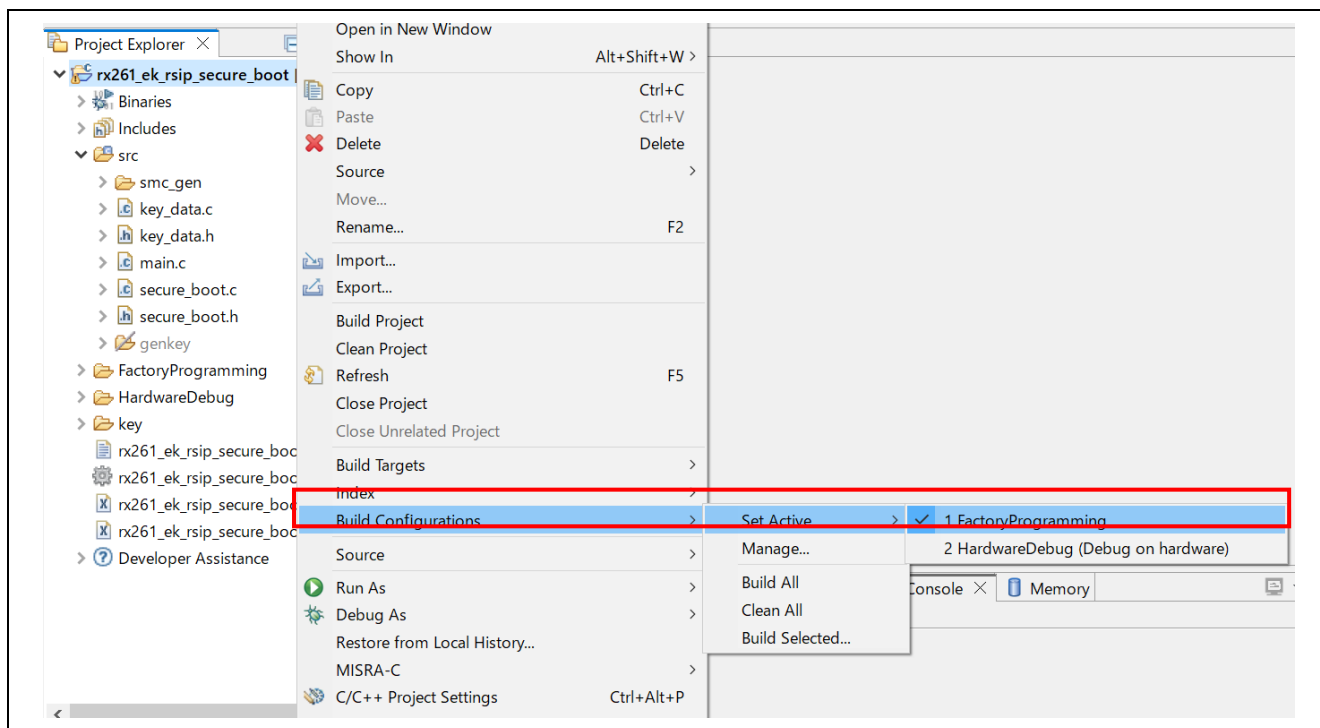 Project Explorer
rx261_ek_rsip_secure_boot
Binaries
Includes
src
smc_gen
key_data.c
key_data.h
main.c
secure_boot.c
secure_boot.h
genkey
FactoryProgramming
HardwareDebug
key
rx261_ek_rsip_secure_boo
rx261_ek_rsip_secure_boo
rx261_ek_rsip_secure_boo
rx261_ek_rsip_secure_boo
Developer Assistance
Open in New Window
Show In Alt+Shift+W >
Copy Ctrl+C
Paste Ctrl+V
Delete Delete
Source >
Move...
Rename... F2
Import...
Export...
Build Project
Clean Project
Refresh F5
Close Project
Close Unrelated Project
Build Targets >
Index >
Build Configurations >
Source >
Run As >
Debug As >
Restore from Local History...
MISRA-C >
C/C++ Project Settings Ctrl+Alt+P
Set Active >
Manage...
Build All
Clean All
Build Selected...
1 FactoryProgramming
2 HardwareDebug (Debug on hardware)
Console
Memory